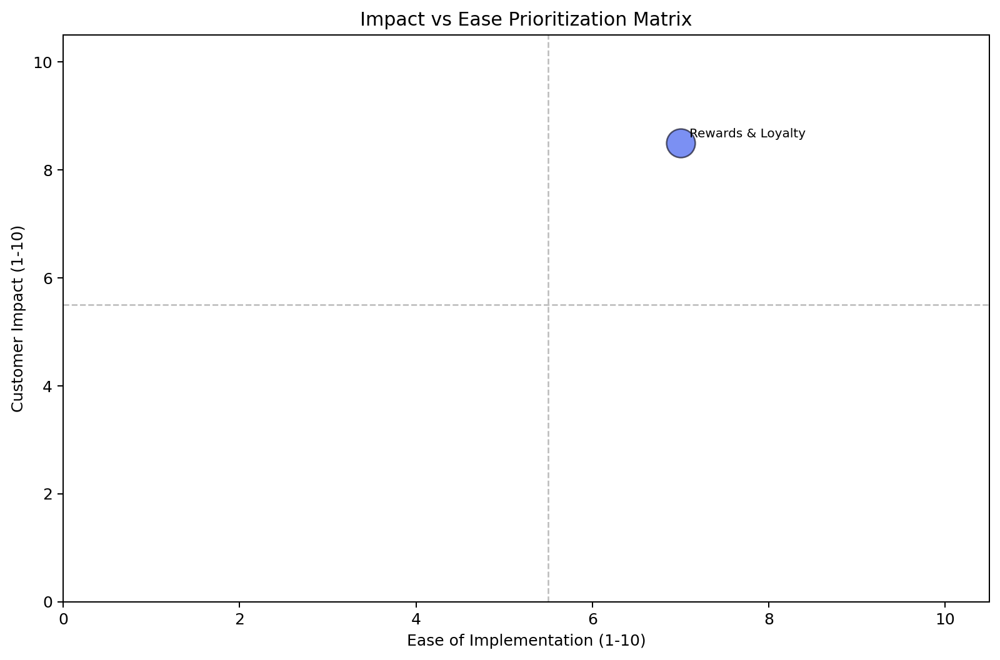 Impact vs Ease Prioritization Matrix
10
8
6
4
2
0
Customer Impact (1-10)
Rewards & Loyalty
0 2 4 6 8 10
Ease of Implementation (1-10)